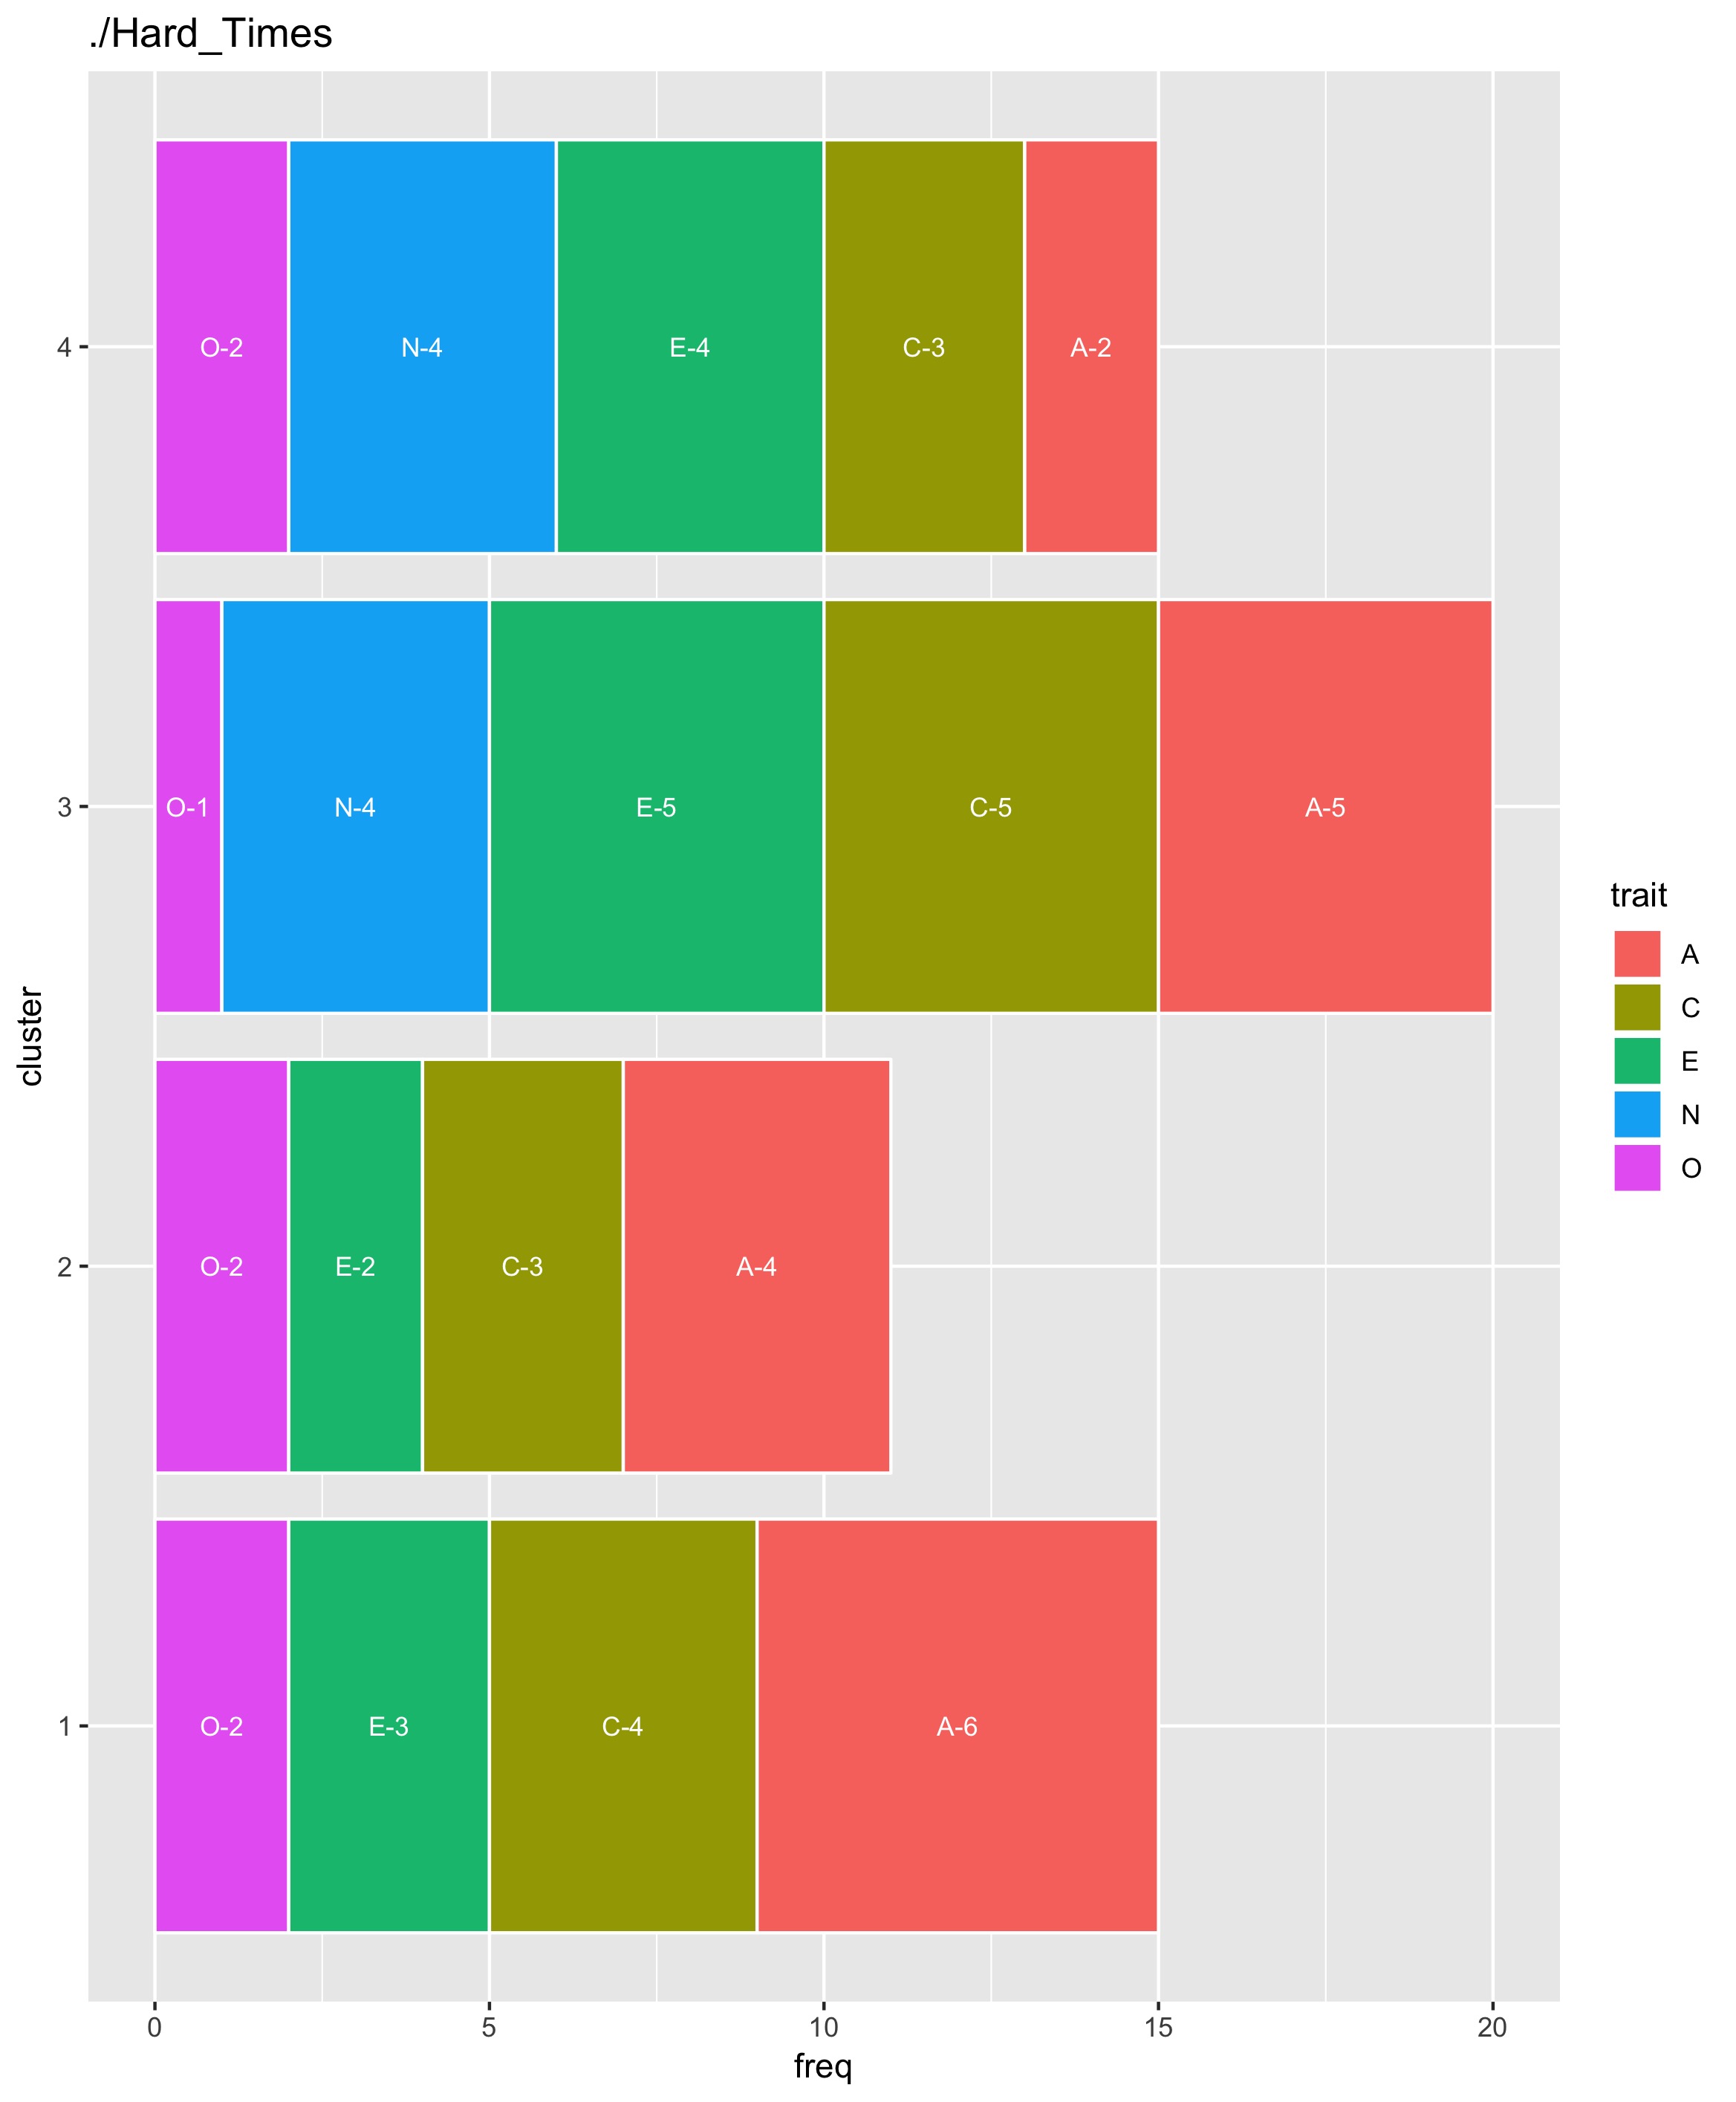 ./Hard_Times
4
O-2 N-4 E-4 C-3 A-2
3
O-1 N-4 E-5 C-5 A-5
2
O-2 E-2 C-3 A-4
1
O-2 E-3 C-4 A-6
cluster
0 5 10 15 20
freq
trait
A
C
E
N
O